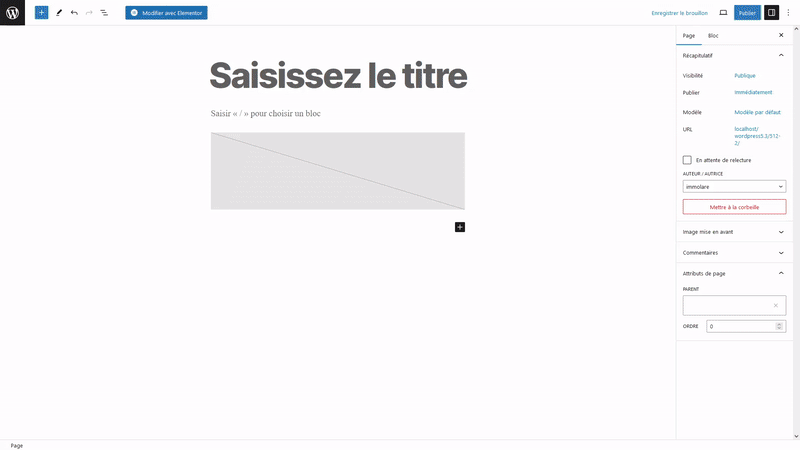 Modifier avec Elementor
Enregistrer le brouillon
Publier
Saisissez le titre
Saisir « / » pour choisir un bloc
Page
Bloc
Récapitulatif
Visibilité
Publique
Publier
Immédiatement
Modèle
Modèle par défaut
URL
localhost/
wordpress5.3/512-
2/
En attente de relecture
AUTEUR / AUTRICE
immolare
Mettre à la corbeille
Image mise en avant
Commentaires
Attributs de page
PARENT
ORDRE
0
Page